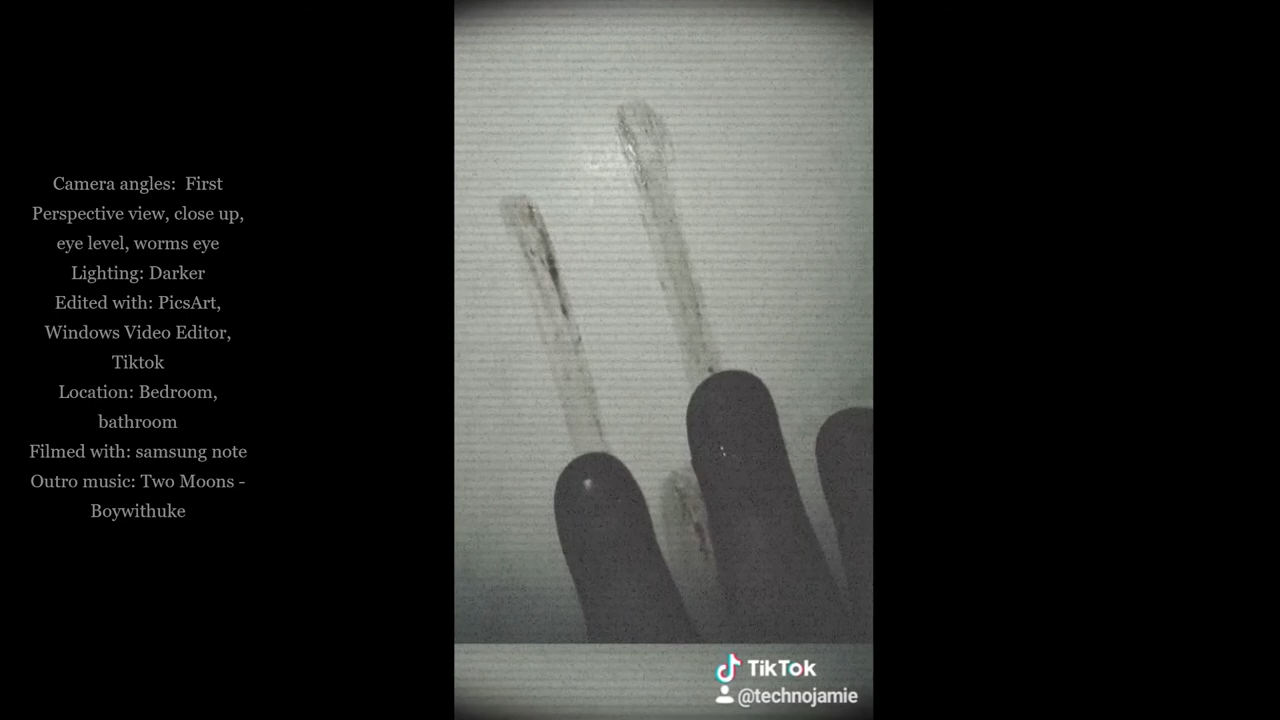 Camera angles:  First
Perspective view, close up,
eye level, worms eye
Lighting: Darker
Edited with: PicsArt,
Windows Video Editor,
Tiktok
Location: Bedroom,
bathroom
Filmed with: samsung note
Outro music: Two Moons -
Boywithuke
TikTok
@technojamie